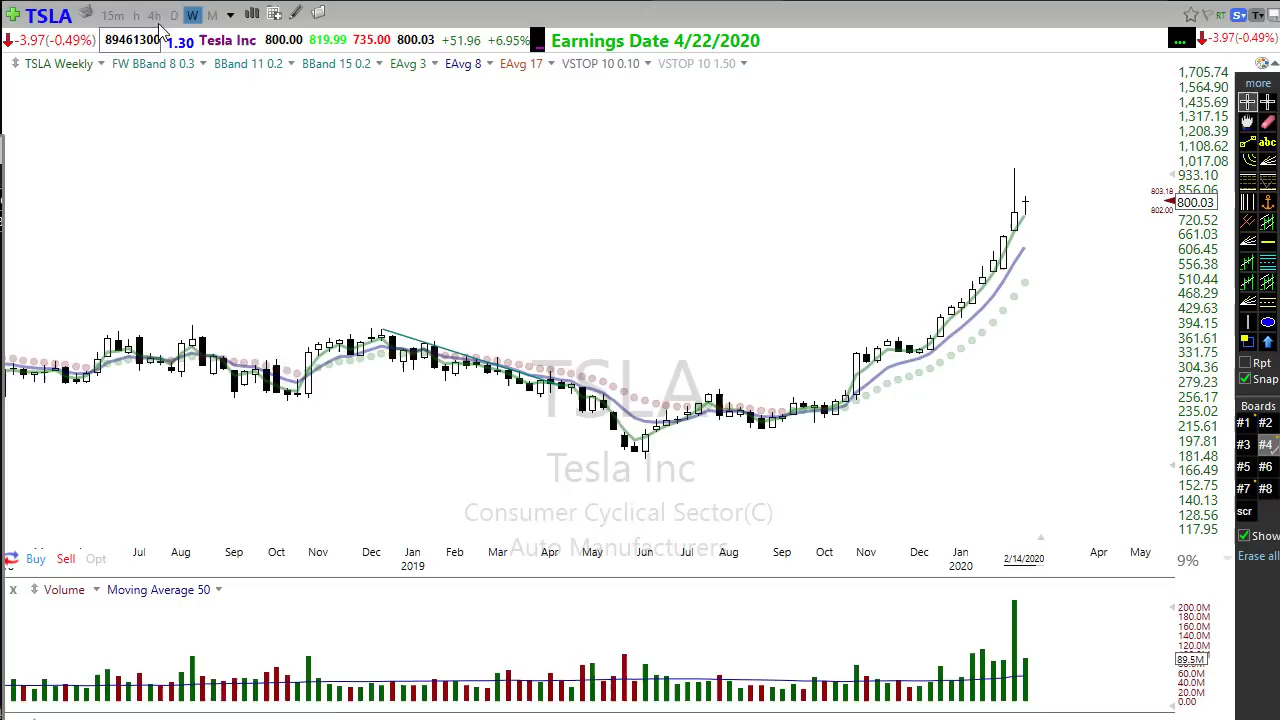 TSLA 15m h 4h D W M RT S T
-3.97(-0.49%) 89461300 1.30 Tesla Inc 800.00 819.99 735.00 800.03 +51.96 +6.95% Earnings Date 4/22/2020 ... -3.97(-0.49%)
TSLA Weekly FW BBand 8 0.3 BBand 11 0.2 BBand 15 0.2 EAvg 3 EAvg 8 EAvg 17 VSTOP 10 0.10 VSTOP 10 1.50
1,705.74
1,564.90
1,435.69
1,317.15
1,208.39
1,108.62
1,017.08
933.10
856.06
803.18
800.03
802.00
720.52
661.03
606.45
556.38
510.44
468.29
429.63
394.15
361.61
331.75
304.36
279.23
256.17
235.02
215.61
197.81
181.48
166.49
152.75
140.13
128.56
117.95
more
abc
Rpt
Snap
Boards
#1 #2
#3 #4
#5 #6
#7 #8
scr
Show
Erase all
TSLA
Tesla Inc
Consumer Cyclical Sector(C)
Auto Manufacturers
Jul Aug Sep Oct Nov Dec Jan Feb Mar Apr May Jun Jul Aug Sep Oct Nov Dec Jan 2/14/2020 Apr May
2019 2020
Buy Sell Opt
9%
X Volume Moving Average 50
200.0M
180.0M
160.0M
140.0M
120.0M
89.5M
60.0M
40.0M
20.0M
0.00